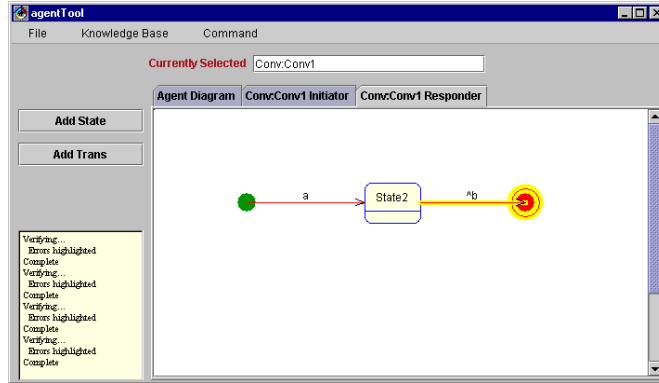 agentTool
File Knowledge Base Command
Currently Selected Conv:Conv1
Agent Diagram Conv:Conv1 Initiator Conv:Conv1 Responder
Add State
Add Trans
a
State2
^b
Verifying...
Errors highlighted
Complete
Verifying...
Errors highlighted
Complete
Verifying...
Errors highlighted
Complete
Verifying...
Errors highlighted
Complete